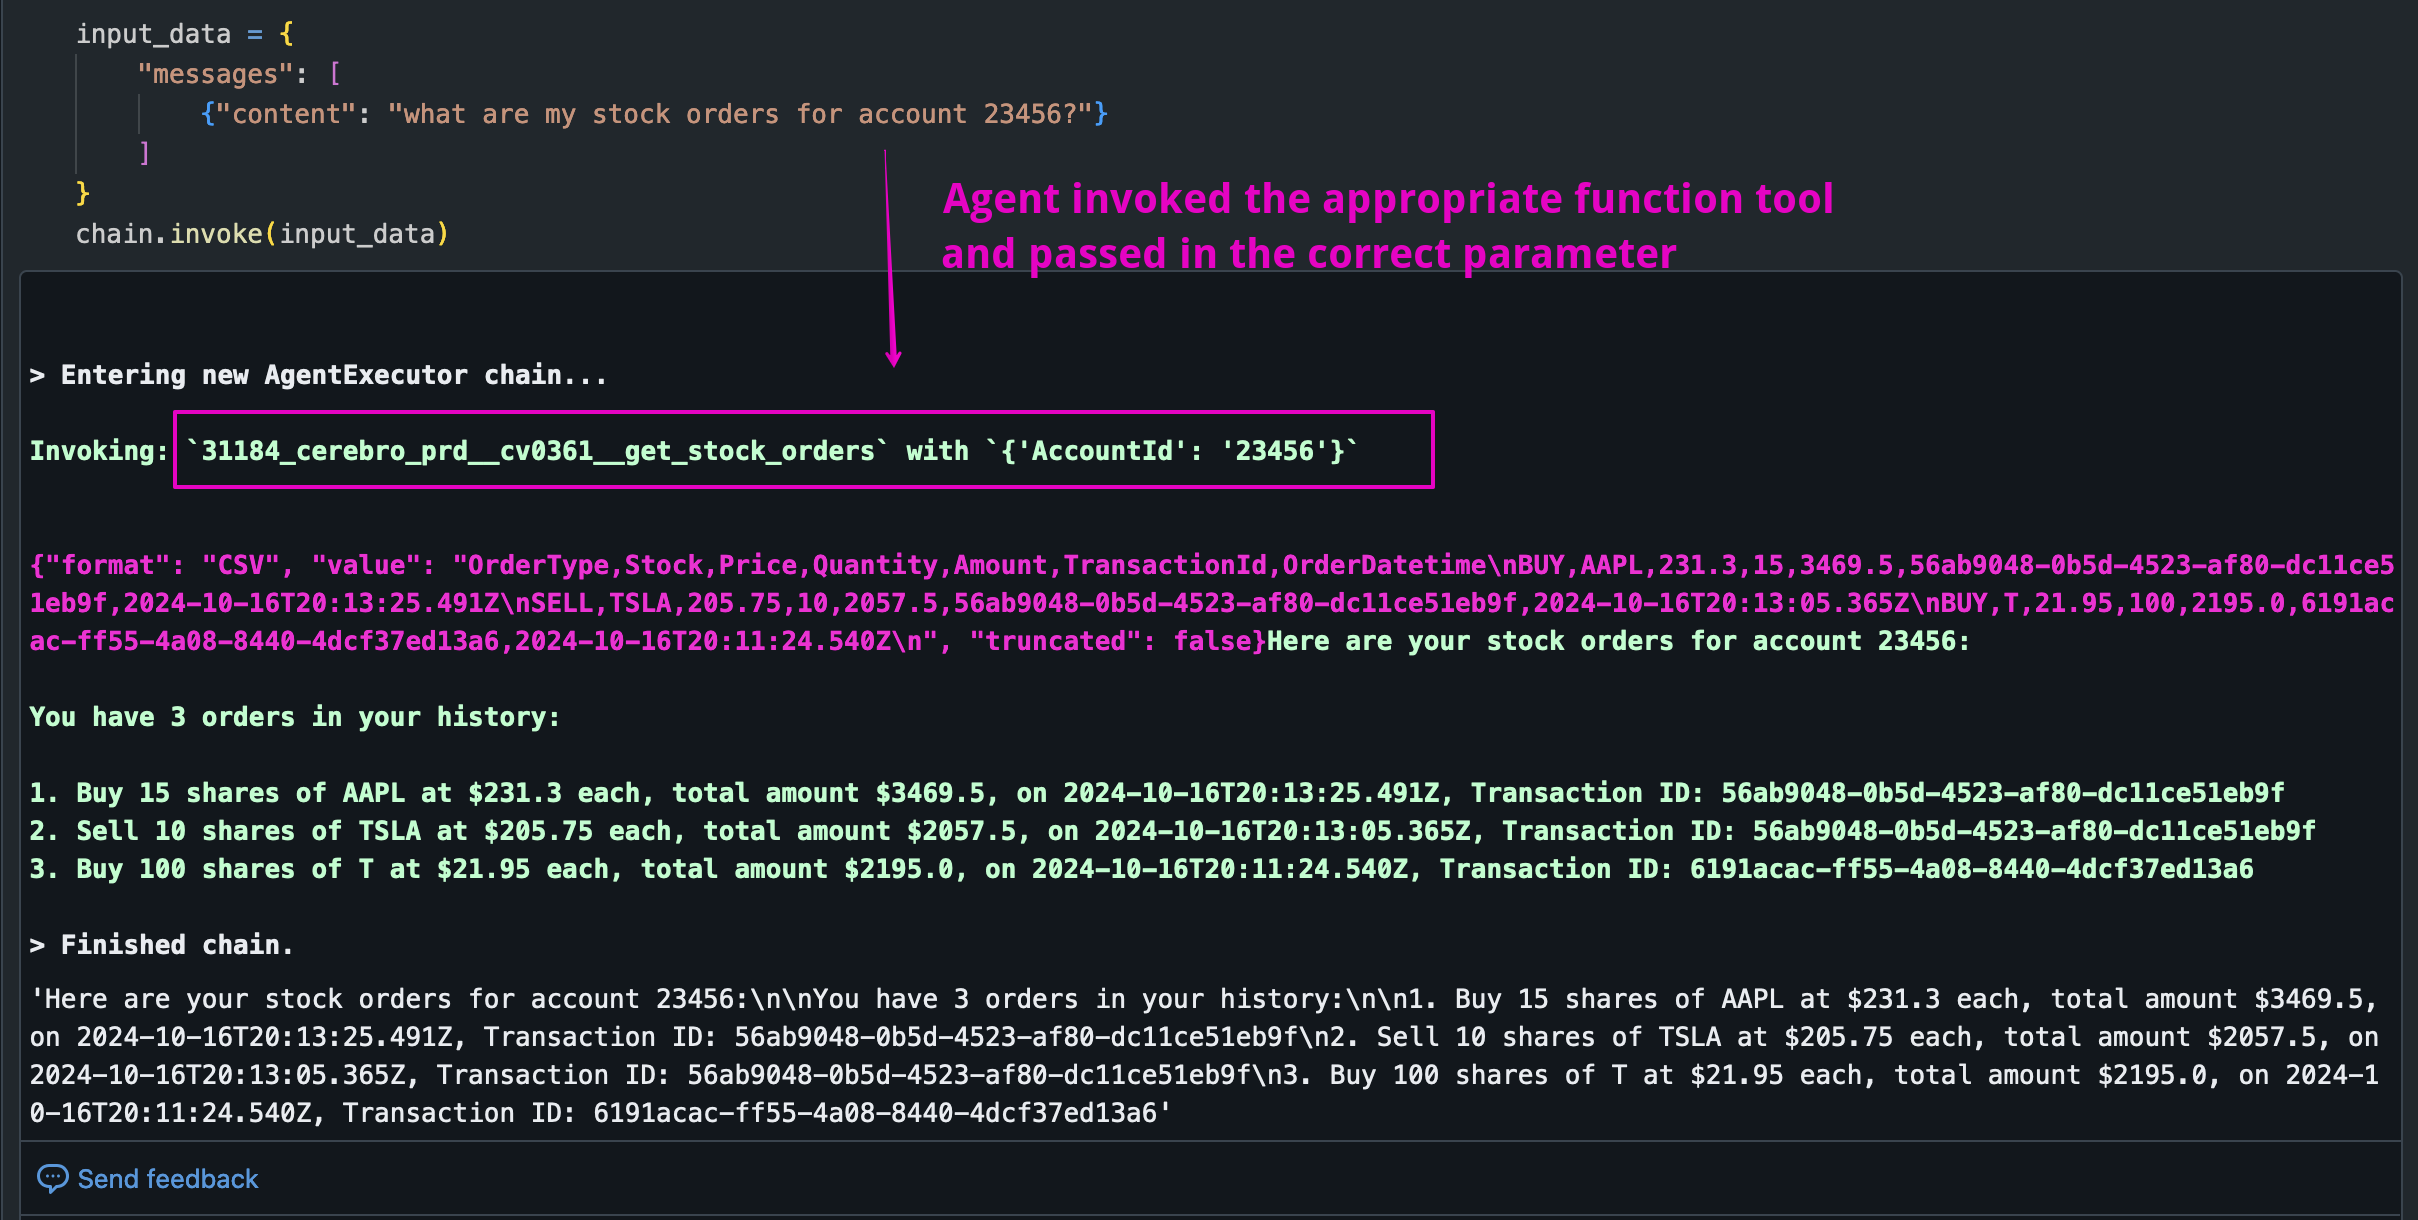 input_data = {
"messages": [
{"content": "what are my stock orders for account 23456?"}
]
}
chain.invoke(input_data)
Agent invoked the appropriate function tool
and passed in the correct parameter
> Entering new AgentExecutor chain...
Invoking: `31184_cerebro_prd__cv0361__get_stock_orders` with `{'AccountId': '23456'}`
{"format": "CSV", "value": "OrderType,Stock,Price,Quantity,Amount,TransactionId,OrderDatetime\nBUY,AAPL,231.3,15,3469.5,56ab9048-0b5d-4523-af80-dc11ce5
1eb9f,2024-10-16T20:13:25.491Z\nSELL,TSLA,205.75,10,2057.5,56ab9048-0b5d-4523-af80-dc11ce51eb9f,2024-10-16T20:13:05.365Z\nBUY,T,21.95,100,2195.0,6191ac
ac-ff55-4a08-8440-4dcf37ed13a6,2024-10-16T20:11:24.540Z\n", "truncated": false}Here are your stock orders for account 23456:
You have 3 orders in your history:
1. Buy 15 shares of AAPL at $231.3 each, total amount $3469.5, on 2024-10-16T20:13:25.491Z, Transaction ID: 56ab9048-0b5d-4523-af80-dc11ce51eb9f
2. Sell 10 shares of TSLA at $205.75 each, total amount $2057.5, on 2024-10-16T20:13:05.365Z, Transaction ID: 56ab9048-0b5d-4523-af80-dc11ce51eb9f
3. Buy 100 shares of T at $21.95 each, total amount $2195.0, on 2024-10-16T20:11:24.540Z, Transaction ID: 6191acac-ff55-4a08-8440-4dcf37ed13a6
> Finished chain.
'Here are your stock orders for account 23456:\n\nYou have 3 orders in your history:\n\n1. Buy 15 shares of AAPL at $231.3 each, total amount $3469.5,
on 2024-10-16T20:13:25.491Z, Transaction ID: 56ab9048-0b5d-4523-af80-dc11ce51eb9f\n2. Sell 10 shares of TSLA at $205.75 each, total amount $2057.5, on
2024-10-16T20:13:05.365Z, Transaction ID: 56ab9048-0b5d-4523-af80-dc11ce51eb9f\n3. Buy 100 shares of T at $21.95 each, total amount $2195.0, on 2024-1
0-16T20:11:24.540Z, Transaction ID: 6191acac-ff55-4a08-8440-4dcf37ed13a6'
Send feedback